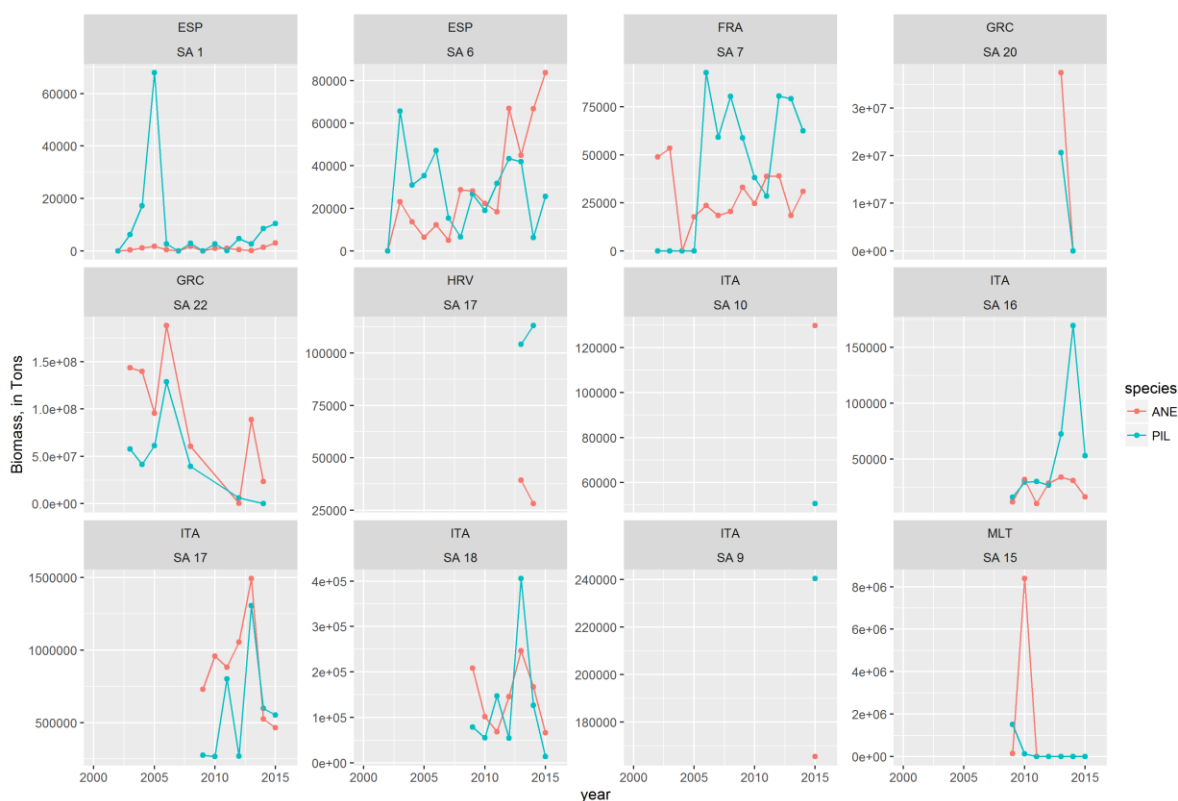 ESP
SA 1
ESP
SA 6
FRA
SA 7
GRC
SA 20
60000
40000
20000
0
80000
60000
40000
20000
0
75000
50000
25000
0
3e+07
2e+07
1e+07
0e+00
GRC
SA 22
HRV
SA 17
ITA
SA 10
ITA
SA 16
1.5e+08
1.0e+08
5.0e+07
0.0e+00
100000
75000
50000
25000
120000
100000
80000
60000
150000
100000
50000
Biomass, in Tons
species
ANE
PIL
ITA
SA 17
ITA
SA 18
ITA
SA 9
MLT
SA 15
1500000
1000000
500000
4e+05
3e+05
2e+05
1e+05
0e+00
240000
220000
200000
180000
8e+06
6e+06
4e+06
2e+06
0e+00
2000 2005 2010 2015
2000 2005 2010 2015
2000 2005 2010 2015
2000 2005 2010 2015
year